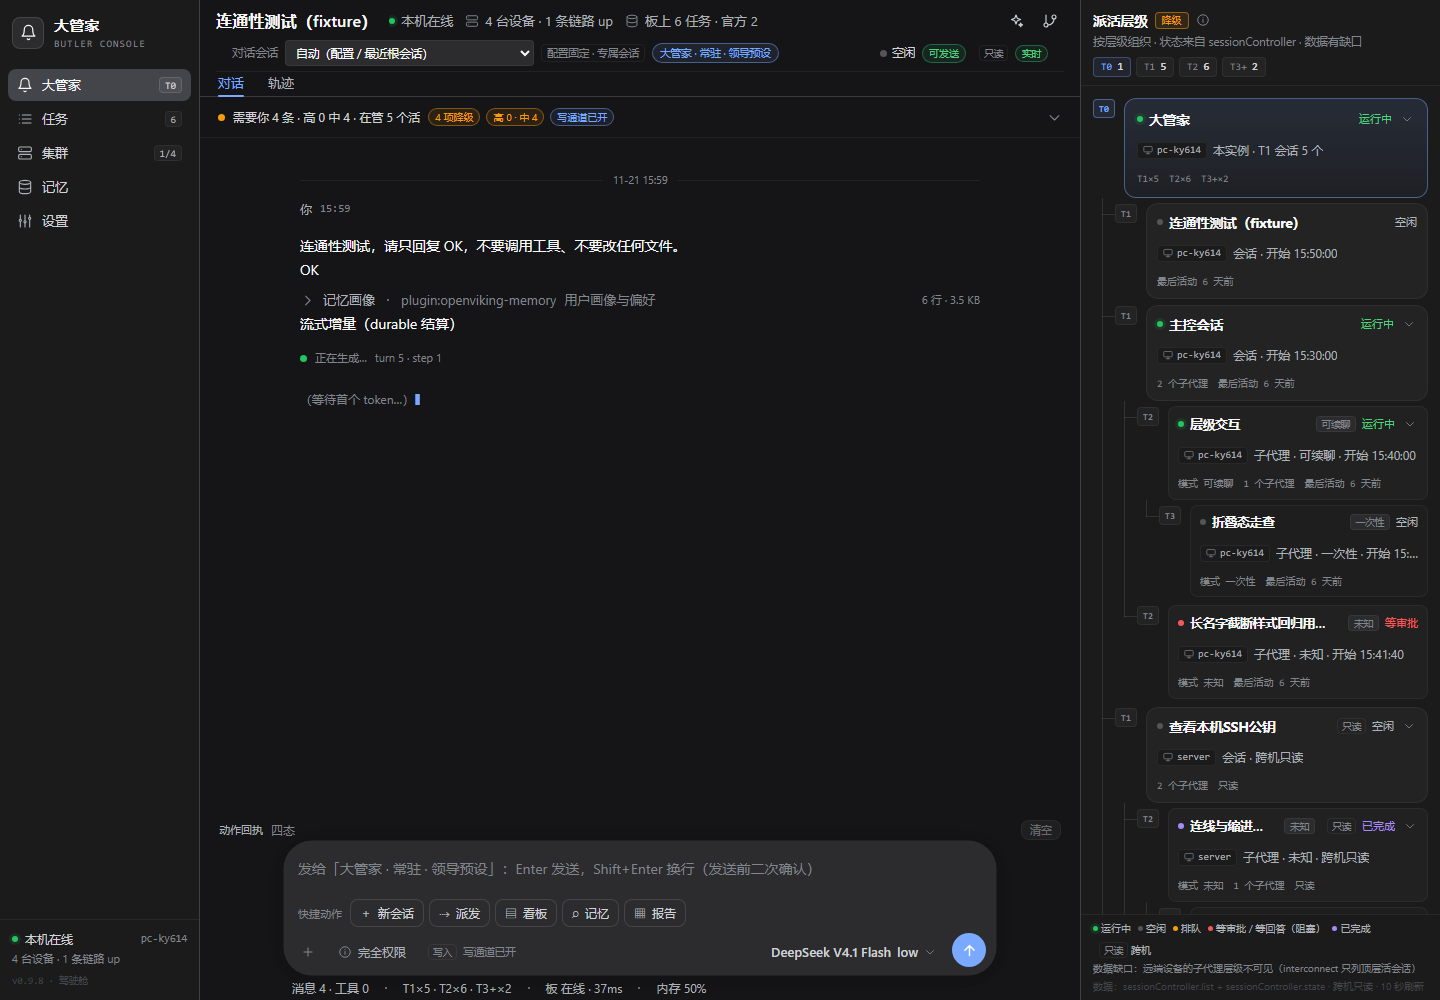 大管家
BUTLER CONSOLE
大管家 T0
任务 6
集群 1/4
记忆
设置
本机在线 pc-ky614
4 台设备 · 1 条链路 up
v0.9.8 · 驾驶舱
连通性测试（fixture） 本机在线 4 台设备 · 1 条链路 up 板上 6 任务 · 官方 2
对话会话 自动（配置 / 最近根会话） 配置固定 · 专属会话 大管家 · 常驻 · 领导预设 空闲 可发送 只读 实时
对话 轨迹
需要你 4 条 · 高 0 中 4 · 在管 5 个活 4 项降级 高 0 · 中 4 写通道已开
11-21 15:59
你 15:59
连通性测试，请只回复 OK，不要调用工具、不要改任何文件。
OK
记忆画像 · plugin:openviking-memory 用户画像与偏好 6 行 · 3.5 KB
流式增量（durable 结算）
正在生成… turn 5 · step 1
（等待首个 token…）
动作回执 四态 清空
发给「大管家 · 常驻 · 领导预设」：Enter 发送，Shift+Enter 换行（发送前二次确认）
快捷动作 + 新会话 派发 看板 记忆 报告
+ 完全权限 写入 写通道已开 DeepSeek V4.1 Flash low
消息 4 · 工具 0 · T1×5 · T2×6 · T3+×2 · 板 在线 · 37ms · 内存 50%
派活层级 降级
按层级组织 · 状态来自 sessionController · 数据有缺口
T0 1 T1 5 T2 6 T3+ 2
T0 大管家 运行中
pc-ky614 本实例 · T1 会话 5 个
T1×5 T2×6 T3+×2
T1 连通性测试（fixture） 空闲
pc-ky614 会话 · 开始 15:50:00
最后活动 6 天前
T1 主控会话 运行中
pc-ky614 会话 · 开始 15:30:00
2 个子代理 最后活动 6 天前
T2 层级交互 可续聊 运行中
pc-ky614 子代理 · 可续聊 · 开始 15:40:00
模式 可续聊 1 个子代理 最后活动 6 天前
T3 折叠态走查 一次性 空闲
pc-ky614 子代理 · 一次性 · 开始 15:...
模式 一次性 最后活动 6 天前
T2 长名字截断样式回归用... 未知 等审批
pc-ky614 子代理 · 未知 · 开始 15:41:40
模式 未知 最后活动 6 天前
T1 查看本机SSH公钥 只读 空闲
server 会话 · 跨机只读
2 个子代理 只读
T2 连线与缩进... 未知 只读 已完成
server 子代理 · 未知 · 跨机只读
模式 未知 1 个子代理 只读
运行中 空闲 排队 等审批 / 等回答（阻塞） 已完成
只读 跨机
数据缺口：远端设备的子代理层级不可见（interconnect 只列顶层活会话）
数据：sessionController.list + sessionController.state · 跨机只读 · 10 秒刷新